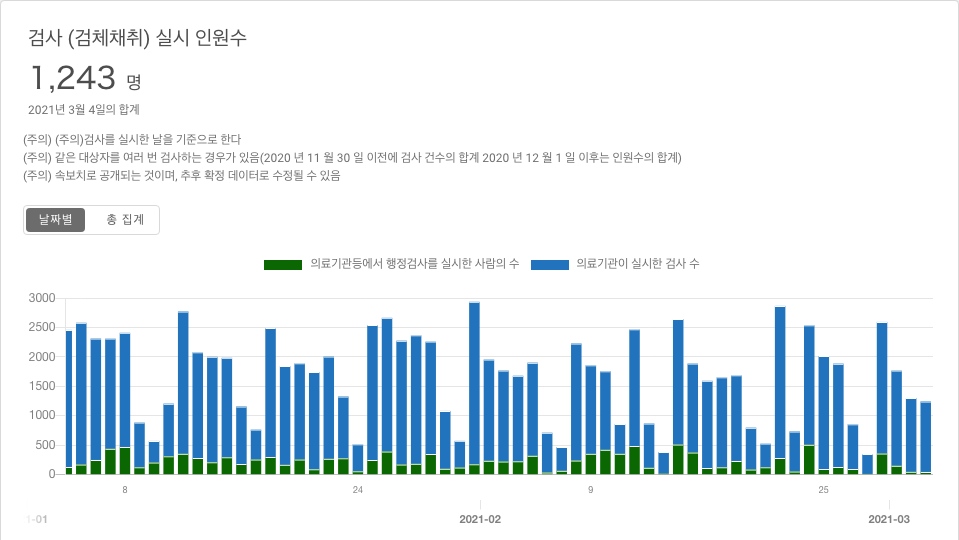 검사 (검체채취) 실시 인원수
1,243 명
2021년 3월 4일의 합계
(주의) (주의)검사를 실시한 날을 기준으로 한다
(주의) 같은 대상자를 여러 번 검사하는 경우가 있음(2020 년 11 월 30 일 이전에 검사 건수의 합계 2020 년 12 월 1 일 이후는 인원수의 합계)
(주의) 속보치로 공개되는 것이며, 추후 확정 데이터로 수정될 수 있음
날짜별 총 집계
의료기관등에서 행정검사를 실시한 사람의 수 의료기관이 실시한 검사 수
3000
2500
2000
1500
1000
500
0
8 24 9 25
1-01 2021-02 2021-03